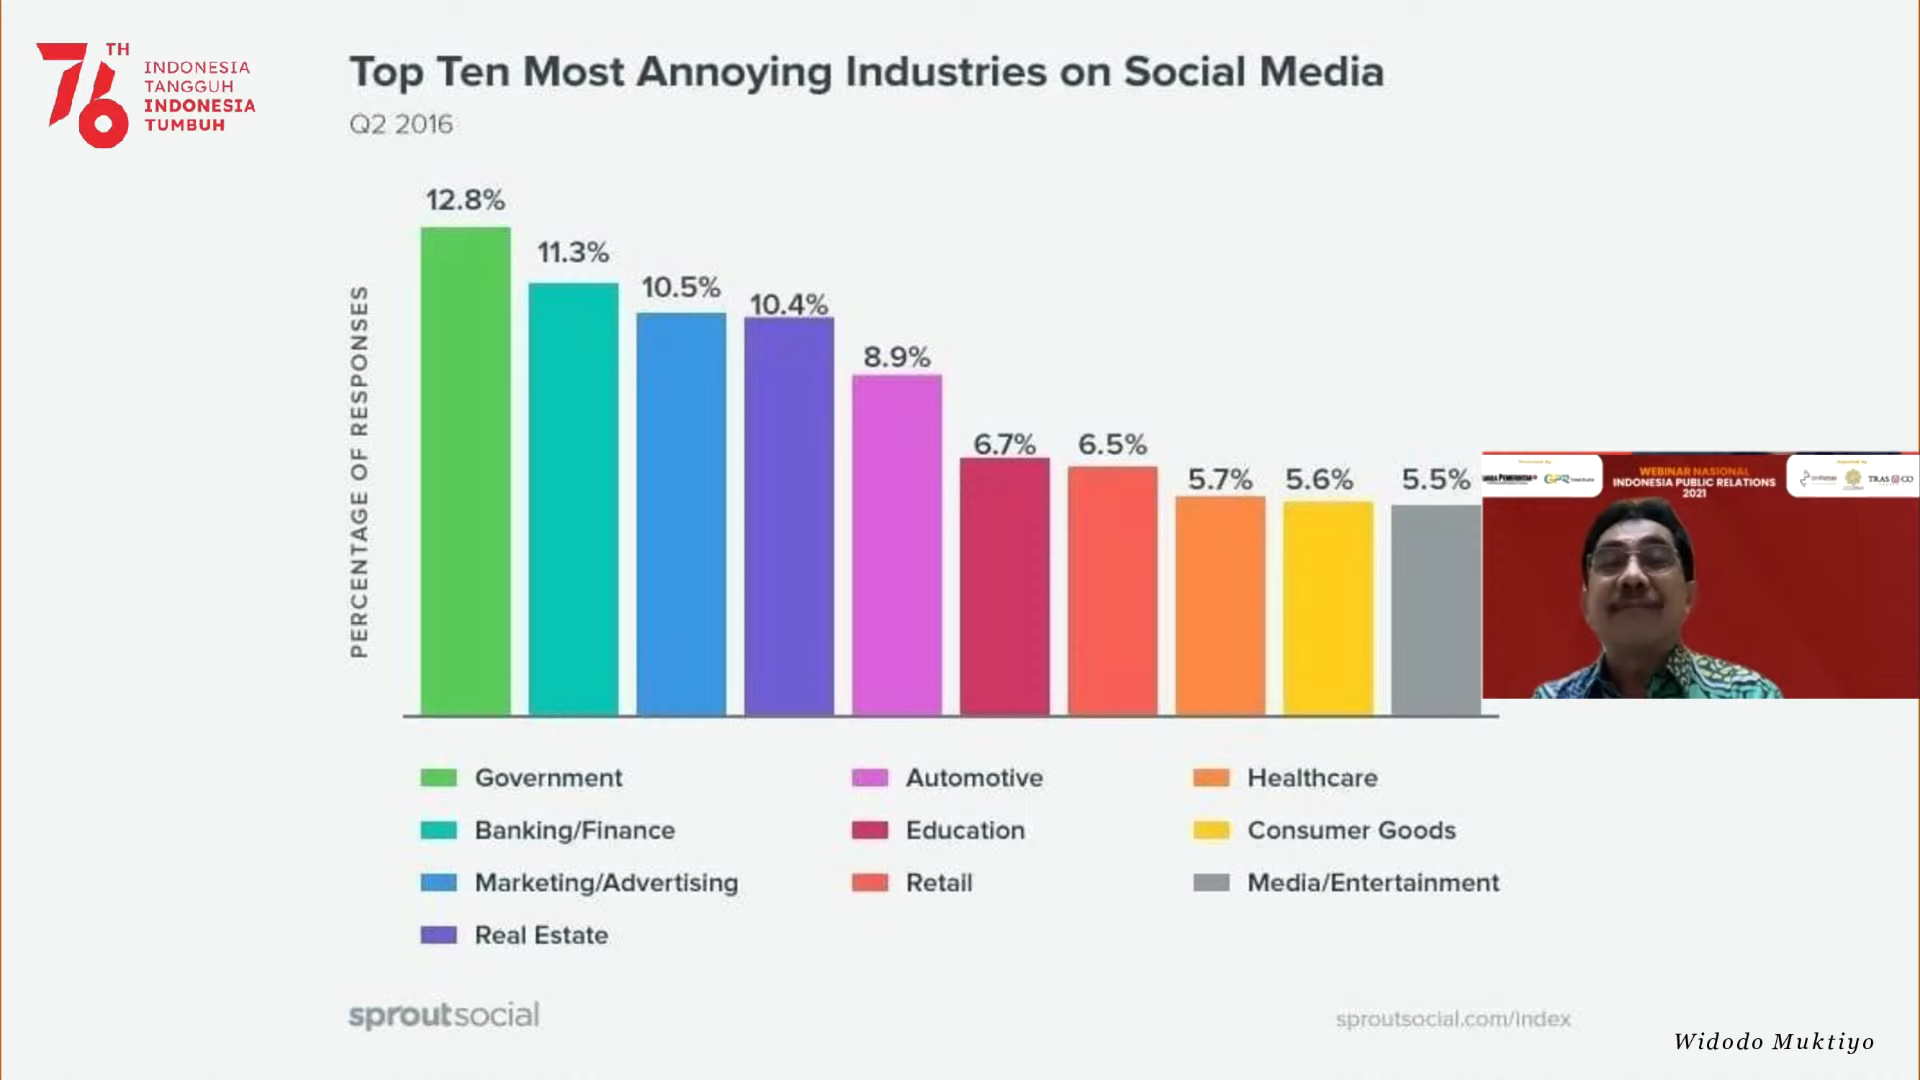 76TH
INDONESIA
TANGGUH
INDONESIA
TUMBUH
Top Ten Most Annoying Industries on Social Media
Q2 2016
PERCENTAGE OF RESPONSES
12.8%
11.3%
10.5%
10.4%
8.9%
6.7%
6.5%
5.7%
5.6%
5.5%
WEBINAR NASIONAL
INDONESIA PUBLIC RELATIONS
2021
Government
Banking/Finance
Marketing/Advertising
Real Estate
Automotive
Education
Retail
Healthcare
Consumer Goods
Media/Entertainment
sproutsocial
sproutsocial.com/index
Widodo Muktiyo